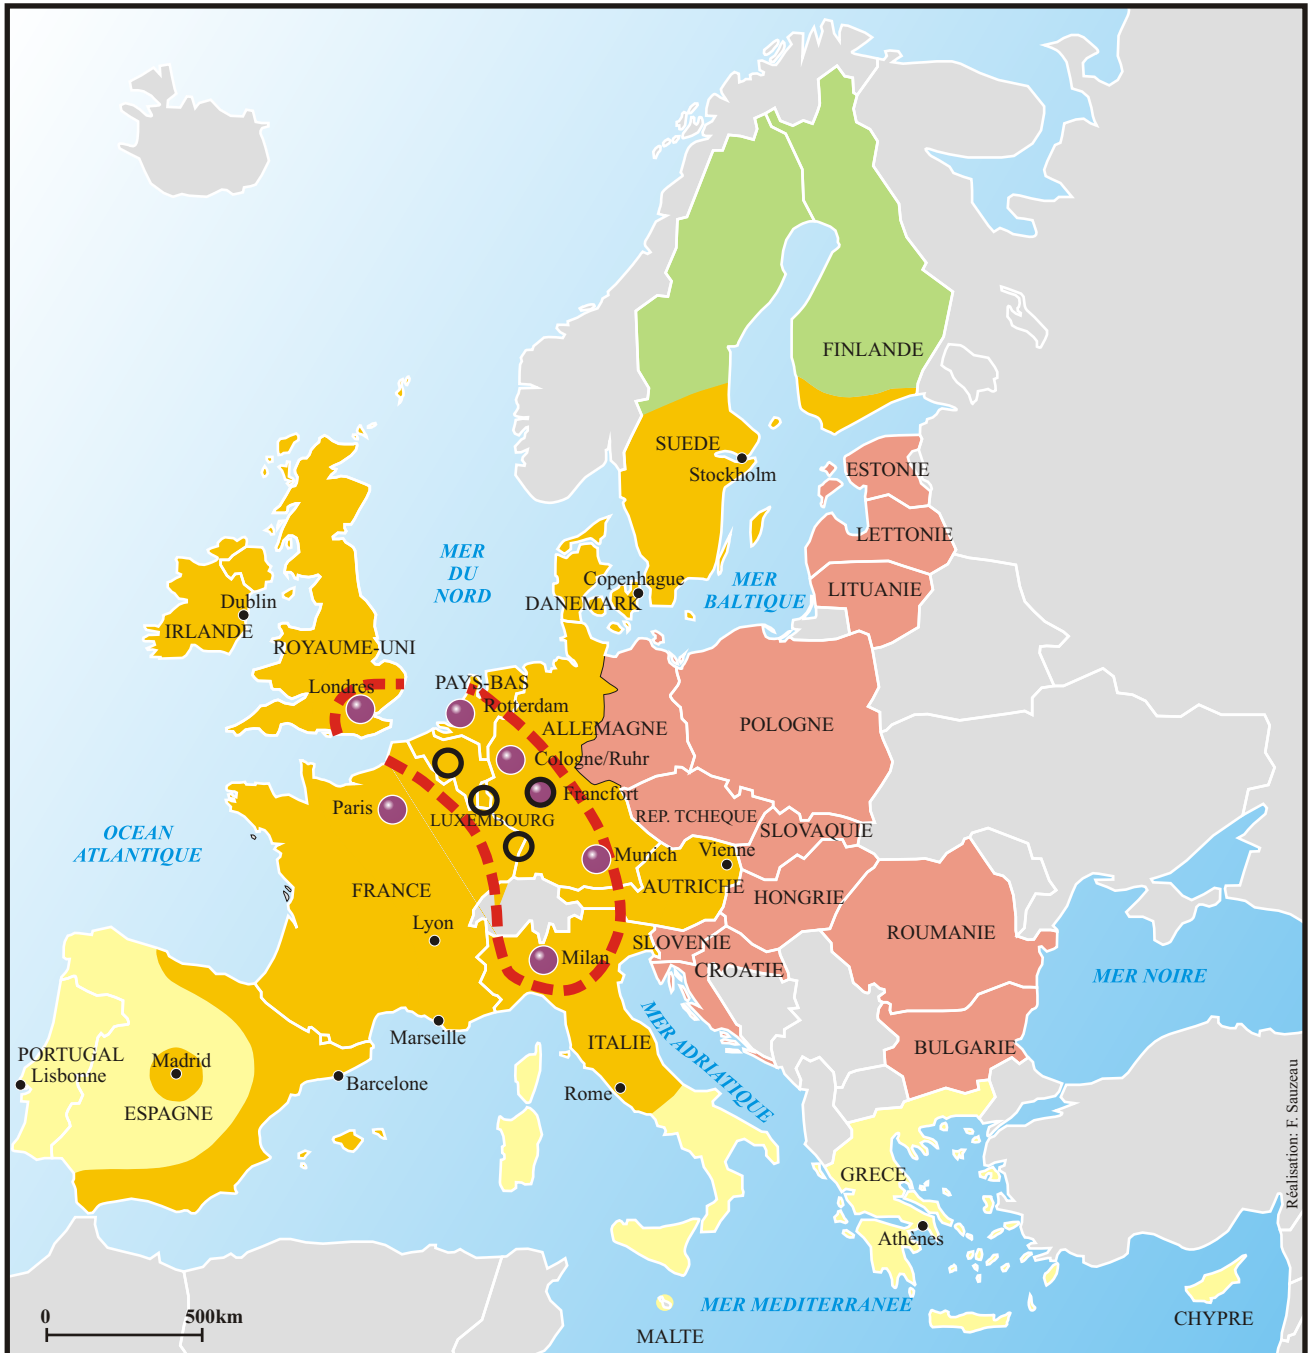 FINLANDE
SUEDE
Stockholm
ESTONIE
LETTONIE
LITUANIE
MER
DU
NORD
MER
BALTIQUE
Copenhague
DANEMARK
Dublin
IRLANDE
ROYAUME-UNI
Londres
PAYS-BAS
Rotterdam
ALLEMAGNE
POLOGNE
Cologne/Ruhr
Francfort
Paris
LUXEMBOURG
REP. TCHEQUE
SLOVAQUIE
OCEAN
ATLANTIQUE
Munich
Vienne
AUTRICHE
FRANCE
HONGRIE
Lyon
ROUMANIE
SLOVENIE
Milan
CROATIE
MER NOIRE
MER ADRIATIQUE
Marseille
ITALIE
BULGARIE
PORTUGAL
Lisbonne
Madrid
ESPAGNE
Barcelone
Rome
GRECE
Athènes
Réalisation: F. Sauzeau
MER MEDITERRANEE
MALTE
CHYPRE
0 500km